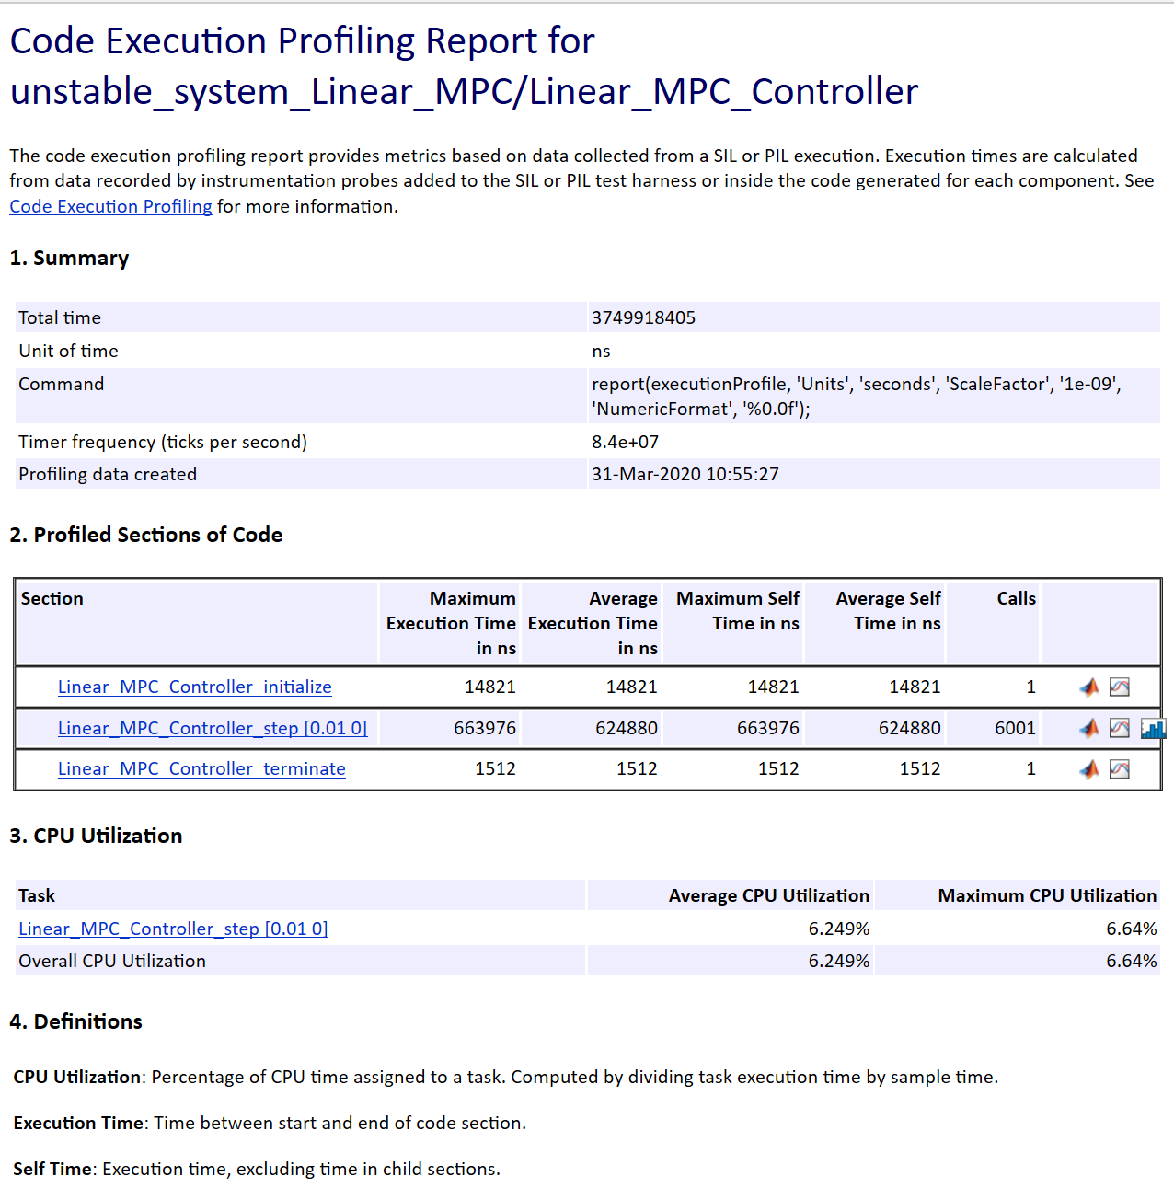 Code Execution Profiling Report for
unstable_system_Linear_MPC/Linear_MPC_Controller
The code execution profiling report provides metrics based on data collected from a SIL or PIL execution. Execution times are calculated
from data recorded by instrumentation probes added to the SIL or PIL test harness or inside the code generated for each component. See
Code Execution Profiling for more information.
1. Summary
Total time 3749918405
Unit of time ns
Command report(executionProfile, 'Units', 'seconds', 'ScaleFactor', '1e-09',
'NumericFormat', '%0.0f');
Timer frequency (ticks per second) 8.4e+07
Profiling data created 31-Mar-2020 10:55:27
2. Profiled Sections of Code
Section Maximum Average Maximum Self Average Self Calls
Execution Time Execution Time Time in ns Time in ns
in ns in ns
Linear_MPC_Controller_initialize 14821 14821 14821 14821 1
Linear_MPC_Controller_step [0.01 0] 663976 624880 663976 624880 6001
Linear_MPC_Controller_terminate 1512 1512 1512 1512 1
3. CPU Utilization
Task Average CPU Utilization Maximum CPU Utilization
Linear_MPC_Controller_step [0.01 0] 6.249% 6.64%
Overall CPU Utilization 6.249% 6.64%
4. Definitions
CPU Utilization: Percentage of CPU time assigned to a task. Computed by dividing task execution time by sample time.
Execution Time: Time between start and end of code section.
Self Time: Execution time, excluding time in child sections.